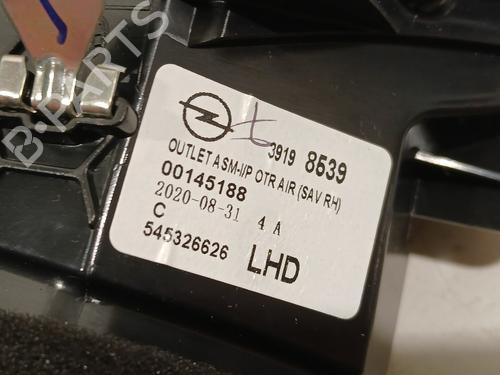 3919 8539
OUTLET ASM-I/P OTR AIR (SAV RH)
00145188
2020-08-31 4 A
C
545326626 LHD
B-PARTS